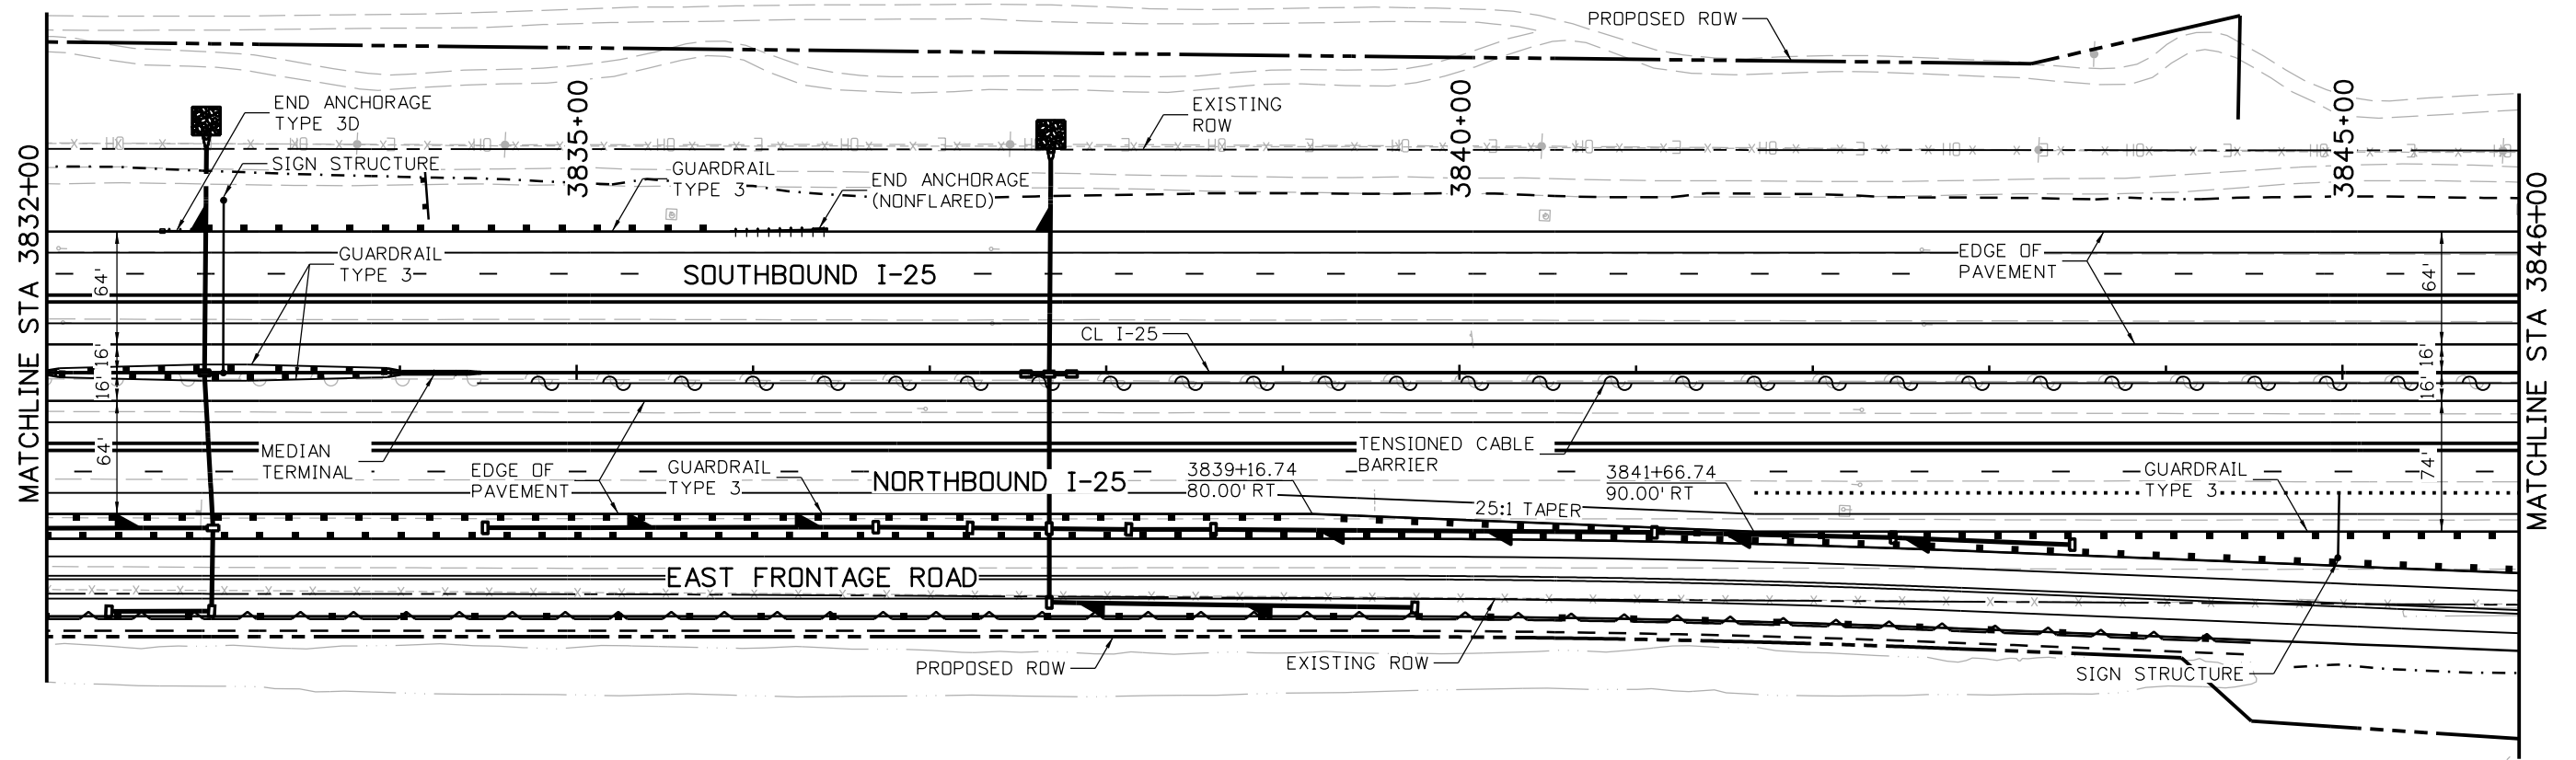 PROPOSED ROW
END ANCHORAGE
TYPE 3D
3835+00
EXISTING
ROW
3840+00
3845+00
SIGN STRUCTURE
GUARDRAIL
TYPE 3
END ANCHORAGE
(NONFLARED)
MATCHLINE STA 3832+00
MATCHLINE STA 3846+00
GUARDRAIL
TYPE 3
SOUTHBOUND I-25
EDGE OF
PAVEMENT
64'
64'
CL I-25
16'
16'
16'
16'
64'
74'
MEDIAN
TERMINAL
EDGE OF
PAVEMENT
GUARDRAIL
TYPE 3
NORTHBOUND I-25
3839+16.74
80.00' RT
TENSIONED CABLE
BARRIER
3841+66.74
90.00' RT
GUARDRAIL
TYPE 3
25:1 TAPER
EAST FRONTAGE ROAD
PROPOSED ROW
EXISTING ROW
SIGN STRUCTURE